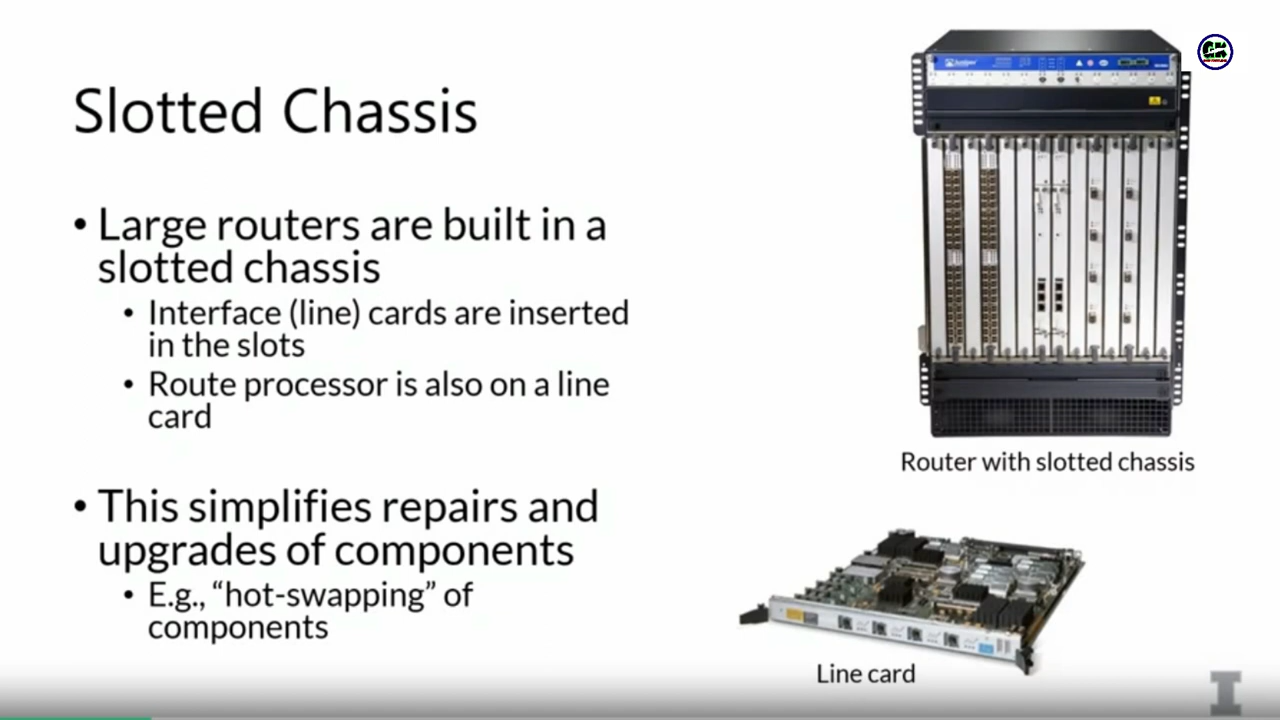 Slotted Chassis
• Large routers are built in a
slotted chassis
• Interface (line) cards are inserted
in the slots
• Route processor is also on a line
card
• This simplifies repairs and
upgrades of components
• E.g., “hot-swapping” of
components
Router with slotted chassis
Line card